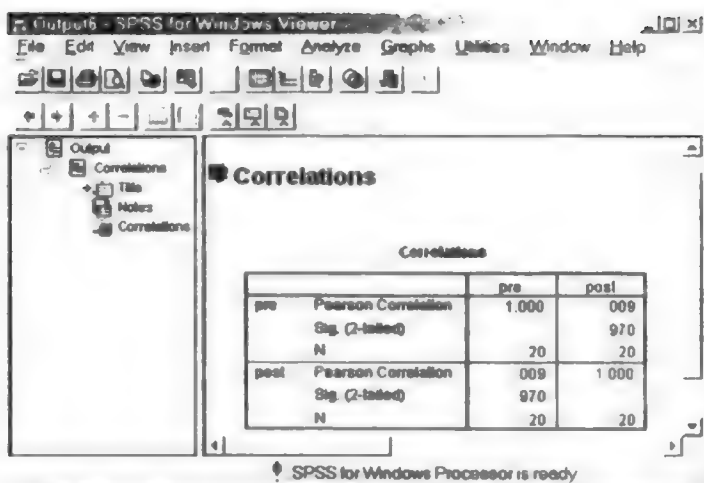 Output6 - SPSS for Windows Viewer
File Edit View Insert Format Analyze Graphs Utilities Window Help
Output
Correlations
Title
Notes
Correlations
Correlations
Correlations
pre post
pre Pearson Correlation 1.000 009
Sig. (2-tailed) 970
N 20 20
post Pearson Correlation 009 1 000
Sig. (2-tailed) 970
N 20 20
SPSS for Windows Processor is ready